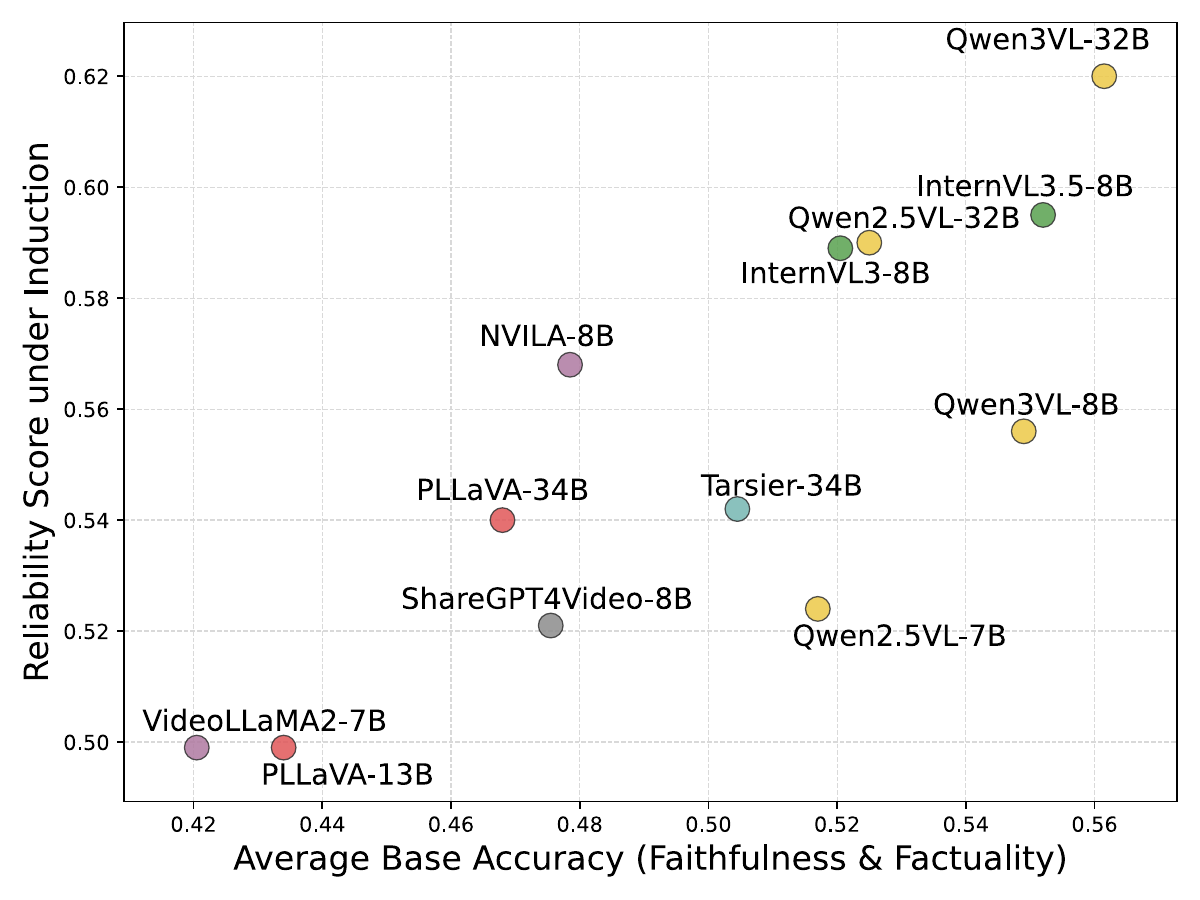 Qwen3VL-32B
0.62
InternVL3.5-8B
0.60
Qwen2.5VL-32B
InternVL3-8B
0.58
NVILA-8B
Qwen3VL-8B
0.56
PLLaVA-34B
Tarsier-34B
0.54
ShareGPT4Video-8B
0.52
Qwen2.5VL-7B
VideoLLaMA2-7B
0.50
PLLaVA-13B
Reliability Score under Induction
0.42 0.44 0.46 0.48 0.50 0.52 0.54 0.56
Average Base Accuracy (Faithfulness & Factuality)